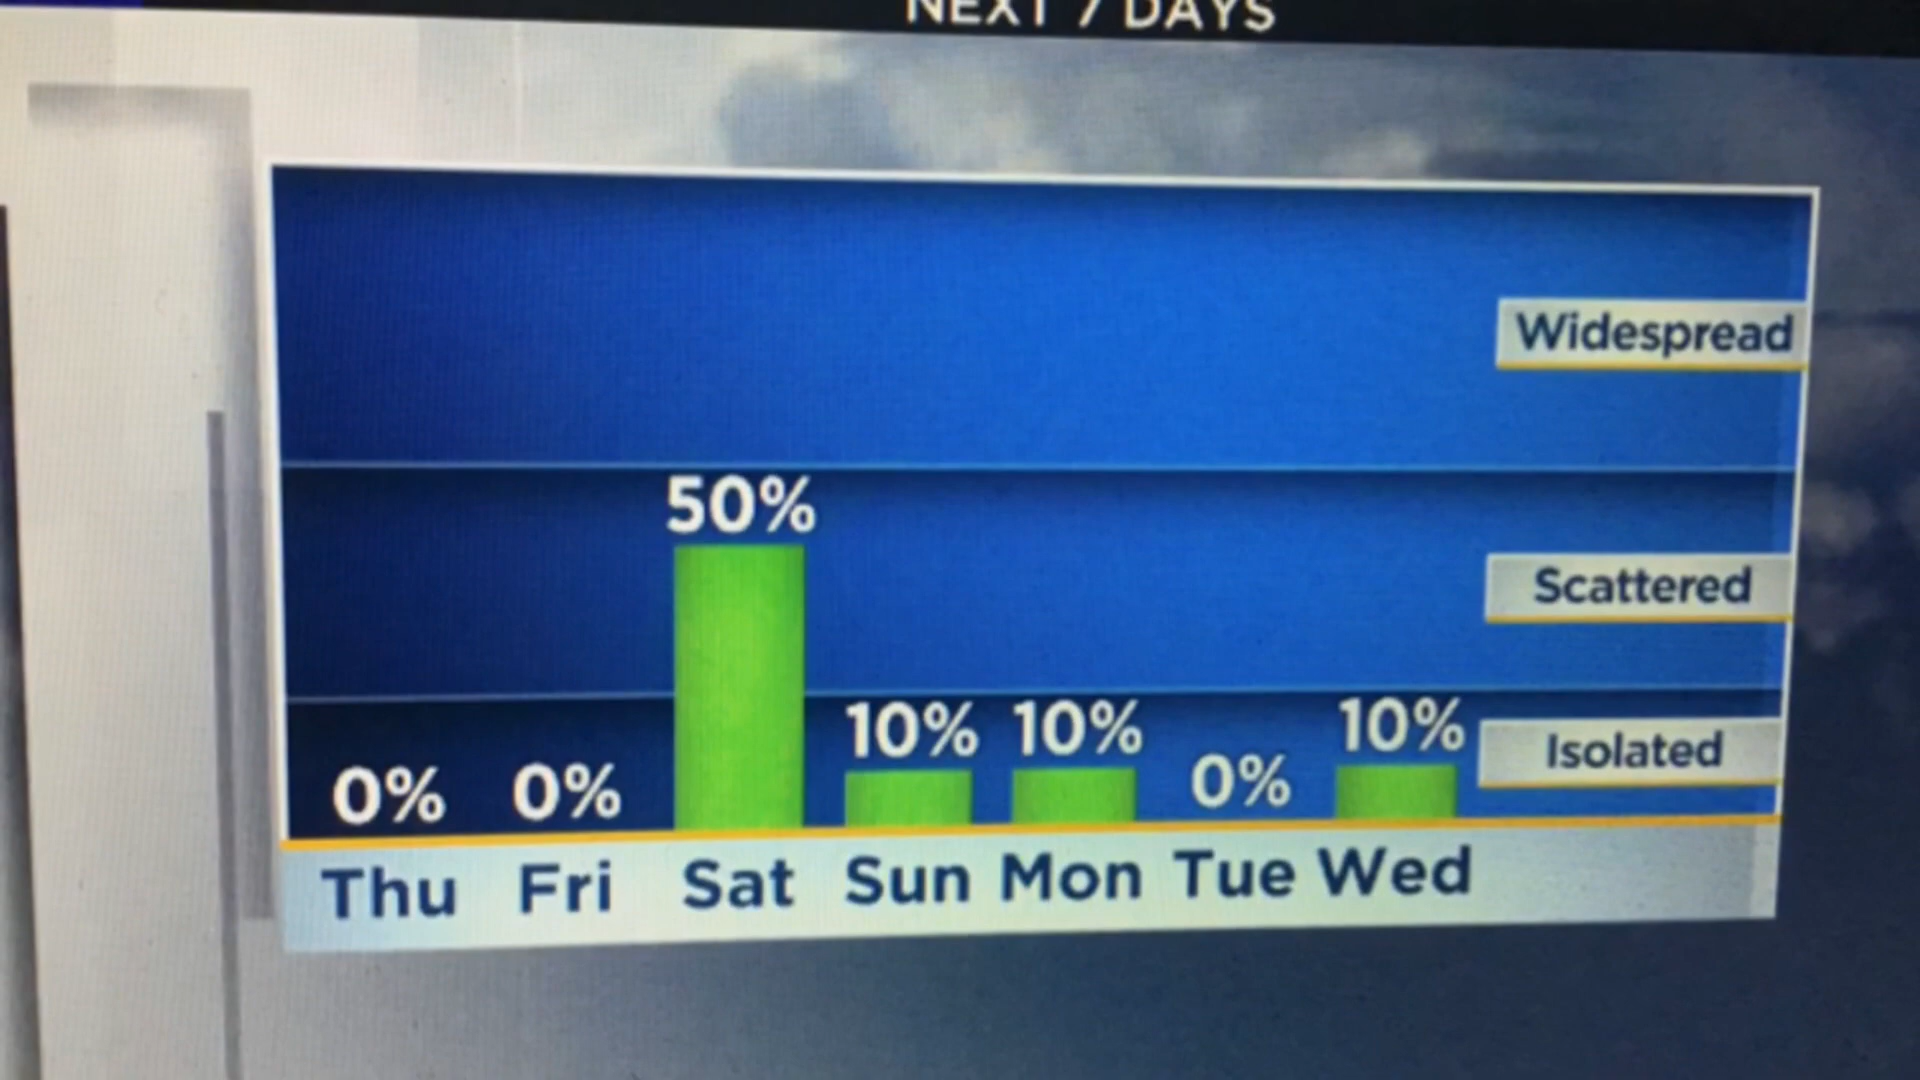 NEXT 7 DAYS
Widespread
50%
Scattered
10% 10% 10%
0% 0% 0%
Isolated
Thu Fri Sat Sun Mon Tue Wed